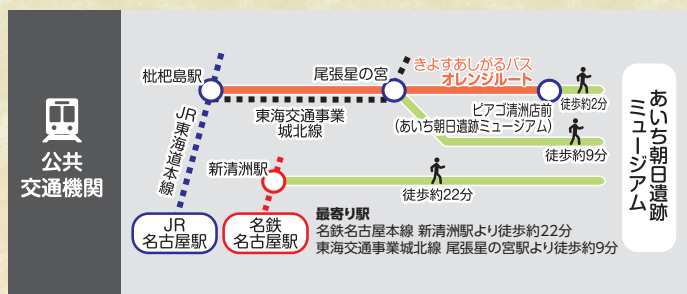 公共
交通機関
枇杷島駅
尾張星の宮
きよすあしがるバス
オレンジルート
徒歩約2分
ピアゴ清洲店前
(あいち朝日遺跡ミュージアム)
東海交通事業
城北線
JR東海道本線
徒歩約9分
新清洲駅
徒歩約22分
JR
名古屋駅
名鉄
名古屋駅
最寄り駅
名鉄名古屋本線 新清洲駅より徒歩約22分
東海交通事業城北線 尾張星の宮駅より徒歩約9分
あいち朝日遺跡
ミュージアム